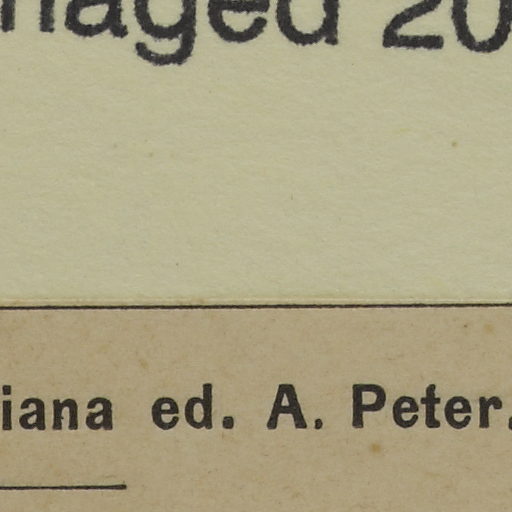 naged 20
iana ed. A. Peter.